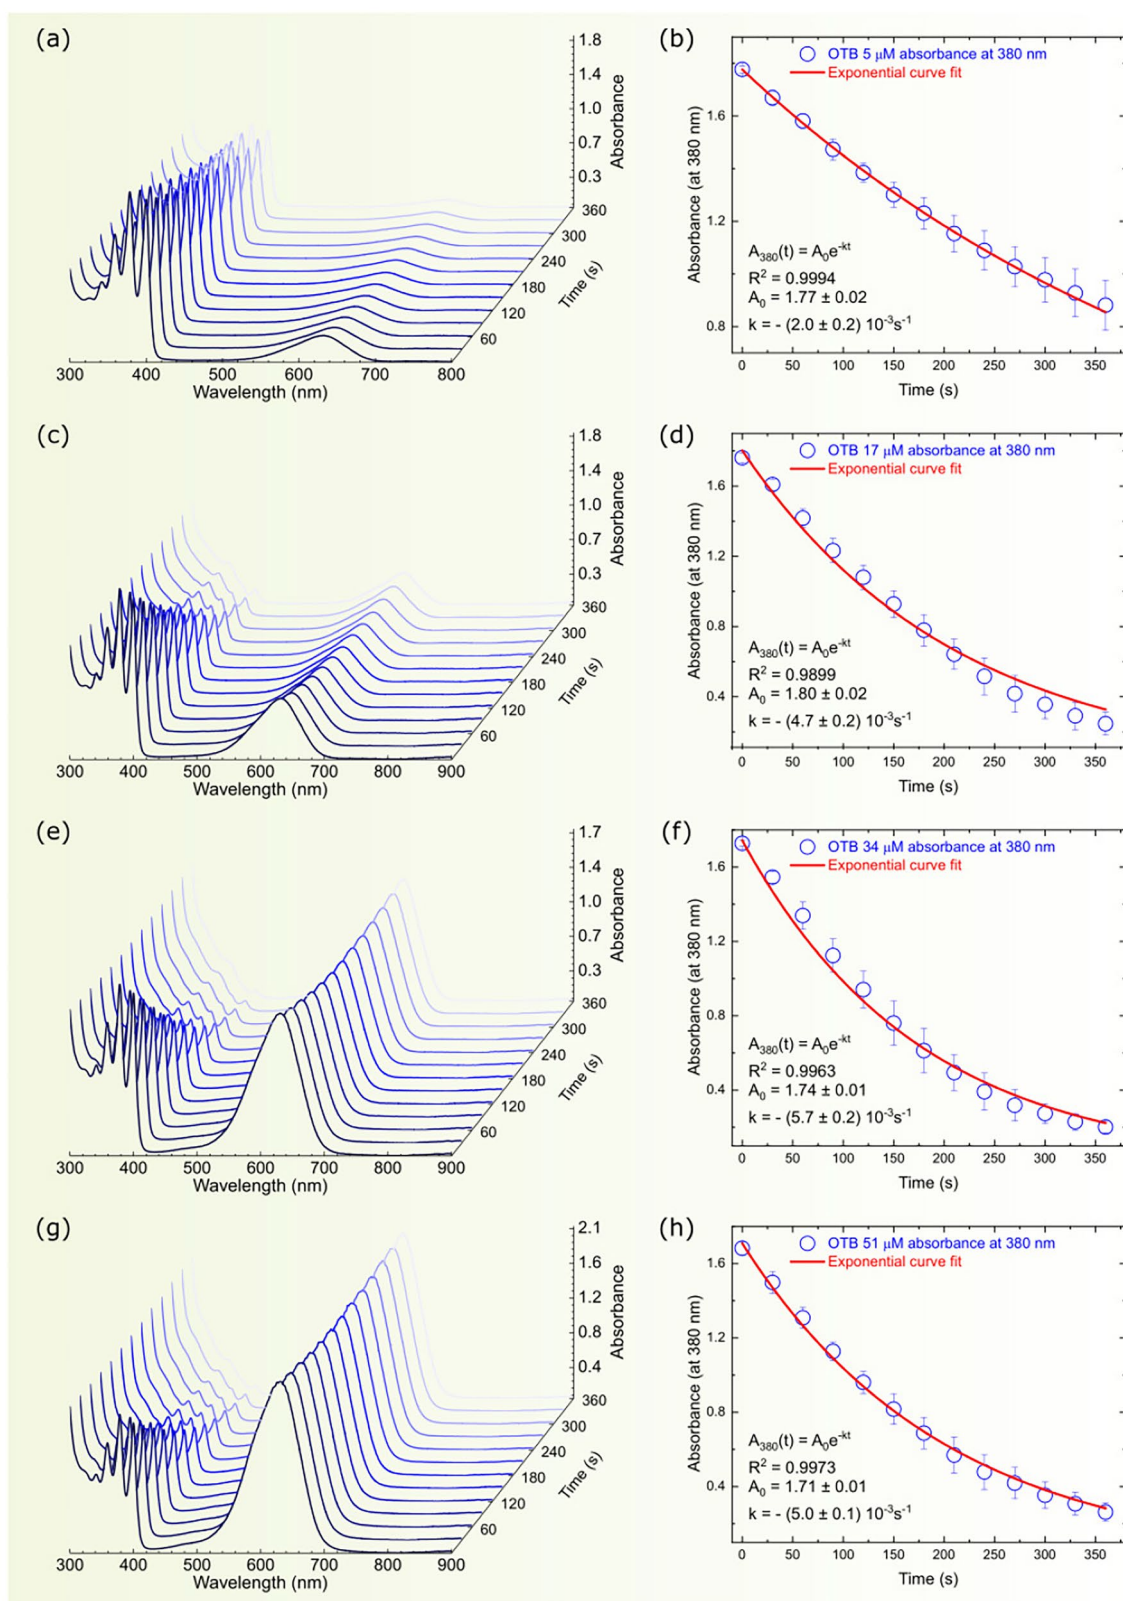 (a)
1.8
1.4
1.0
0.7
0.3
Absorbance
360
300
240
180
120
60
Time (s)
300 400 600 700 800
Wavelength (nm)
(b)
OTB 5 μM absorbance at 380 nm
Exponential curve fit
1.6
1.2
0.8
Absorbance (at 380 nm)
A380(t) = A0e-kt
R2 = 0.9994
A0 = 1.77 ± 0.02
k = - (2.0 ± 0.2) 10-3s-1
0 50 100 150 200 250 300 350
Time (s)
(c)
1.8
1.4
1.0
0.7
0.3
Absorbance
360
300
240
180
120
60
Time (s)
300 400 600 700 800 900
Wavelength (nm)
(d)
OTB 17 μM absorbance at 380 nm
Exponential curve fit
1.6
1.2
0.8
0.4
Absorbance (at 380 nm)
A380(t) = A0e-kt
R2 = 0.9899
A0 = 1.80 ± 0.02
k = - (4.7 ± 0.2) 10-3s-1
0 50 100 150 200 250 300 350
Time (s)
(e)
1.7
1.4
1.0
0.7
0.3
Absorbance
360
300
240
180
120
60
Time (s)
300 400 600 700 800 900
Wavelength (nm)
(f)
OTB 34 μM absorbance at 380 nm
Exponential curve fit
1.6
1.2
0.8
0.4
Absorbance (at 380 nm)
A380(t) = A0e-kt
R2 = 0.9963
A0 = 1.74 ± 0.01
k = - (5.7 ± 0.2) 10-3s-1
0 50 100 150 200 250 300 350
Time (s)
(g)
2.1
1.6
1.2
0.8
0.4
Absorbance
360
300
240
180
120
60
Time (s)
300 400 600 700 800 900
Wavelength (nm)
(h)
OTB 51 μM absorbance at 380 nm
Exponential curve fit
1.6
1.2
0.8
0.4
Absorbance (at 380 nm)
A380(t) = A0e-kt
R2 = 0.9973
A0 = 1.71 ± 0.01
k = - (5.0 ± 0.1) 10-3s-1
0 50 100 150 200 250 300 350
Time (s)